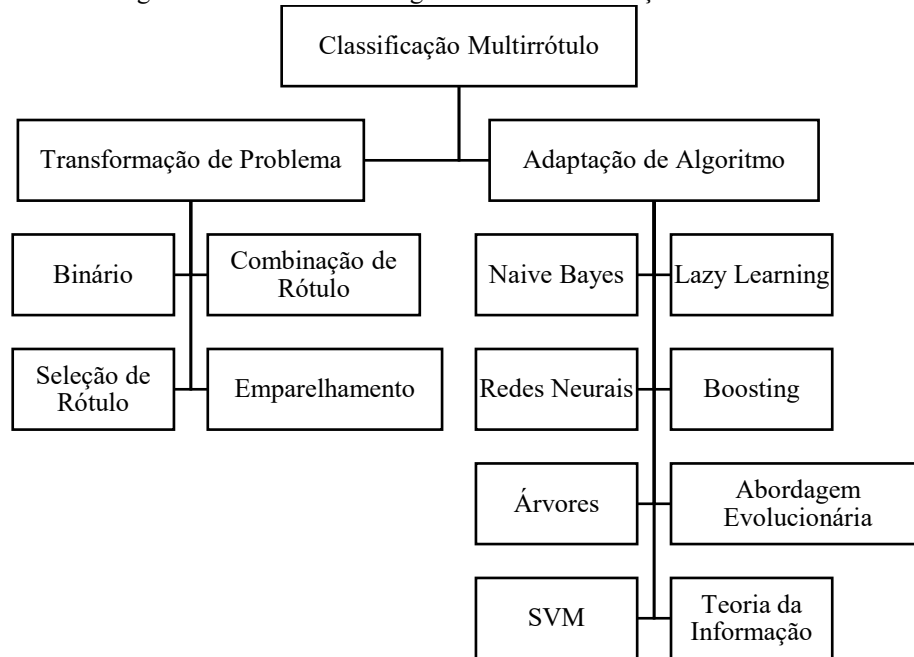 Classificação Multirrótulo
Transformação de Problema
Adaptação de Algoritmo
Binário
Combinação de
Rótulo
Naive Bayes
Lazy Learning
Seleção de
Rótulo
Emparelhamento
Redes Neurais
Boosting
Árvores
Abordagem
Evolucionária
SVM
Teoria da
Informação